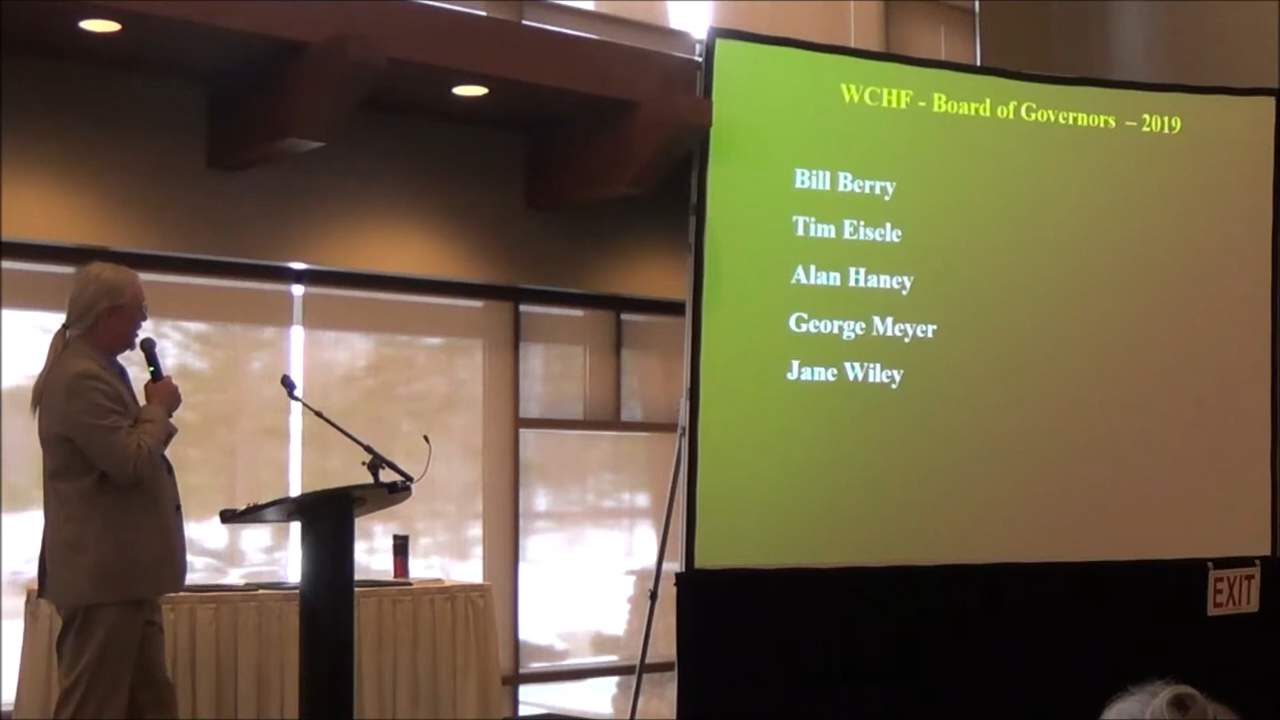 WCHF - Board of Governors – 2019
Bill Berry
Tim Eisele
Alan Haney
George Meyer
Jane Wiley
EXIT